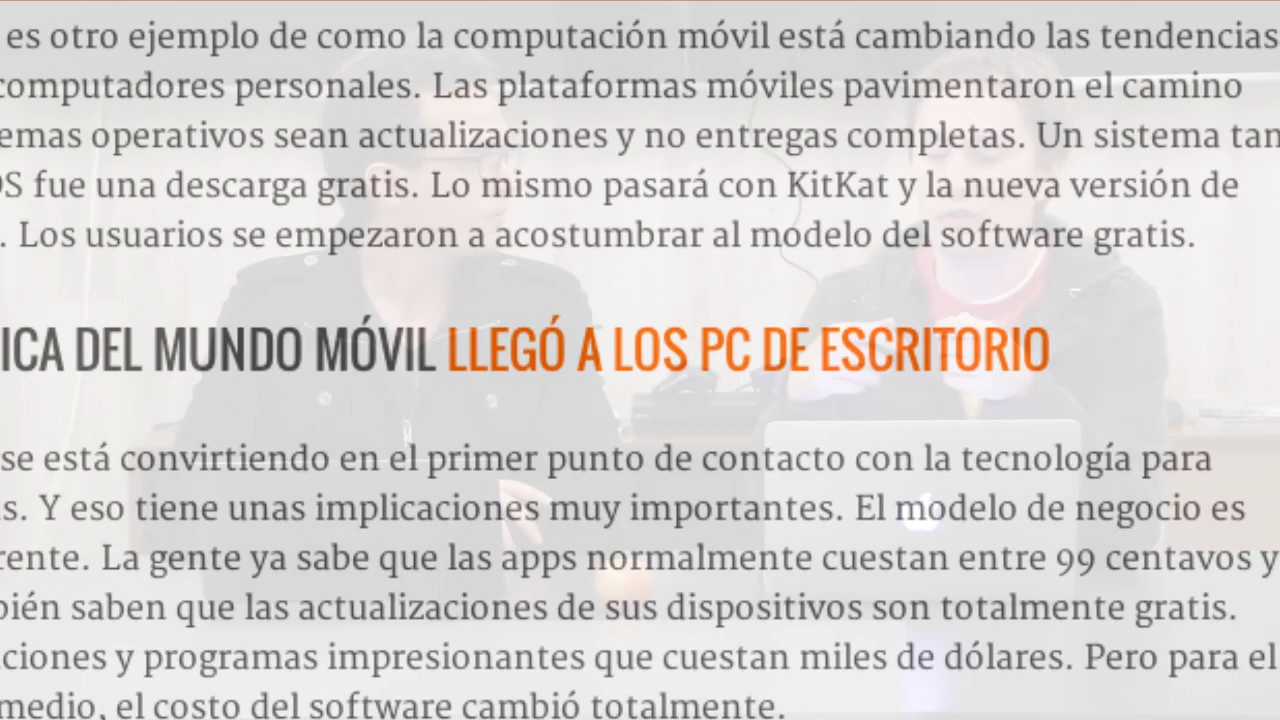 es otro ejemplo de como la computación móvil está cambiando las tendencias
computadores personales. Las plataformas móviles pavimentaron el camino
emas operativos sean actualizaciones y no entregas completas. Un sistema tan
OS fue una descarga gratis. Lo mismo pasará con KitKat y la nueva versión de
. Los usuarios se empezaron a acostumbrar al modelo del software gratis.
ICA DEL MUNDO MÓVIL LLEGÓ A LOS PC DE ESCRITORIO
se está convirtiendo en el primer punto de contacto con la tecnología para
s. Y eso tiene unas implicaciones muy importantes. El modelo de negocio es
rente. La gente ya sabe que las apps normalmente cuestan entre 99 centavos y
bién saben que las actualizaciones de sus dispositivos son totalmente gratis.
ciones y programas impresionantes que cuestan miles de dólares. Pero para el
medio, el costo del software cambió totalmente.